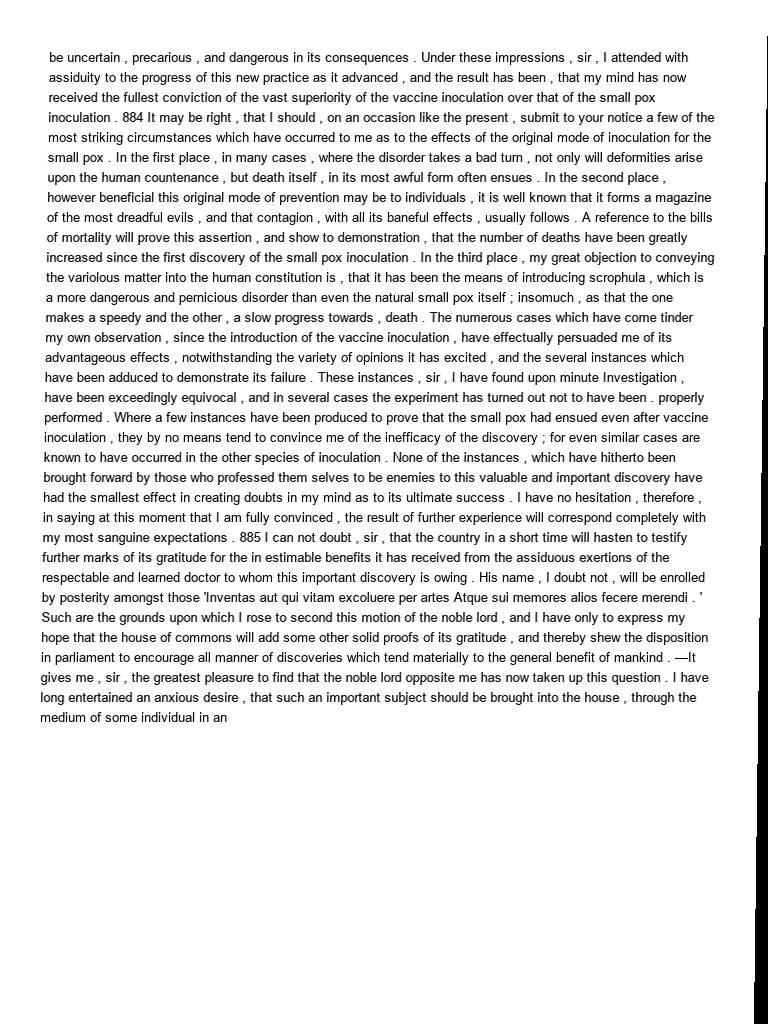 be uncertain , precarious , and dangerous in its consequences . Under these impressions , sir , I attended with
assiduity to the progress of this new practice as it advanced , and the result has been , that my mind has now
received the fullest conviction of the vast superiority of the vaccine inoculation over that of the small pox
inoculation . 884 It may be right , that I should , on an occasion like the present , submit to your notice a few of the
most striking circumstances which have occurred to me as to the effects of the original mode of inoculation for the
small pox . In the first place , in many cases , where the disorder takes a bad turn , not only will deformities arise
upon the human countenance , but death itself , in its most awful form often ensues . In the second place ,
however beneficial this original mode of prevention may be to individuals , it is well known that it forms a magazine
of the most dreadful evils , and that contagion , with all its baneful effects , usually follows . A reference to the bills
of mortality will prove this assertion , and show to demonstration , that the number of deaths have been greatly
increased since the first discovery of the small pox inoculation . In the third place , my great objection to conveying
the variolous matter into the human constitution is , that it has been the means of introducing scrophula , which is
a more dangerous and pernicious disorder than even the natural small pox itself ; insomuch , as that the one
makes a speedy and the other , a slow progress towards , death . The numerous cases which have come tinder
my own observation , since the introduction of the vaccine inoculation , have effectually persuaded me of its
advantageous effects , notwithstanding the variety of opinions it has excited , and the several instances which
have been adduced to demonstrate its failure . These instances , sir , I have found upon minute Investigation ,
have been exceedingly equivocal , and in several cases the experiment has turned out not to have been . properly
performed . Where a few instances have been produced to prove that the small pox had ensued even after vaccine
inoculation , they by no means tend to convince me of the inefficacy of the discovery ; for even similar cases are
known to have occurred in the other species of inoculation . None of the instances , which have hitherto been
brought forward by those who professed them selves to be enemies to this valuable and important discovery have
had the smallest effect in creating doubts in my mind as to its ultimate success . I have no hesitation , therefore ,
in saying at this moment that I am fully convinced , the result of further experience will correspond completely with
my most sanguine expectations . 885 I can not doubt , sir , that the country in a short time will hasten to testify
further marks of its gratitude for the in estimable benefits it has received from the assiduous exertions of the
respectable and learned doctor to whom this important discovery is owing . His name , I doubt not , will be enrolled
by posterity amongst those 'Inventas aut qui vitam excoluere per artes Atque sui memores alios fecere merendi . '
Such are the grounds upon which I rose to second this motion of the noble lord , and I have only to express my
hope that the house of commons will add some other solid proofs of its gratitude , and thereby shew the disposition
in parliament to encourage all manner of discoveries which tend materially to the general benefit of mankind . —It
gives me , sir , the greatest pleasure to find that the noble lord opposite me has now taken up this question . I have
long entertained an anxious desire , that such an important subject should be brought into the house , through the
medium of some individual in an